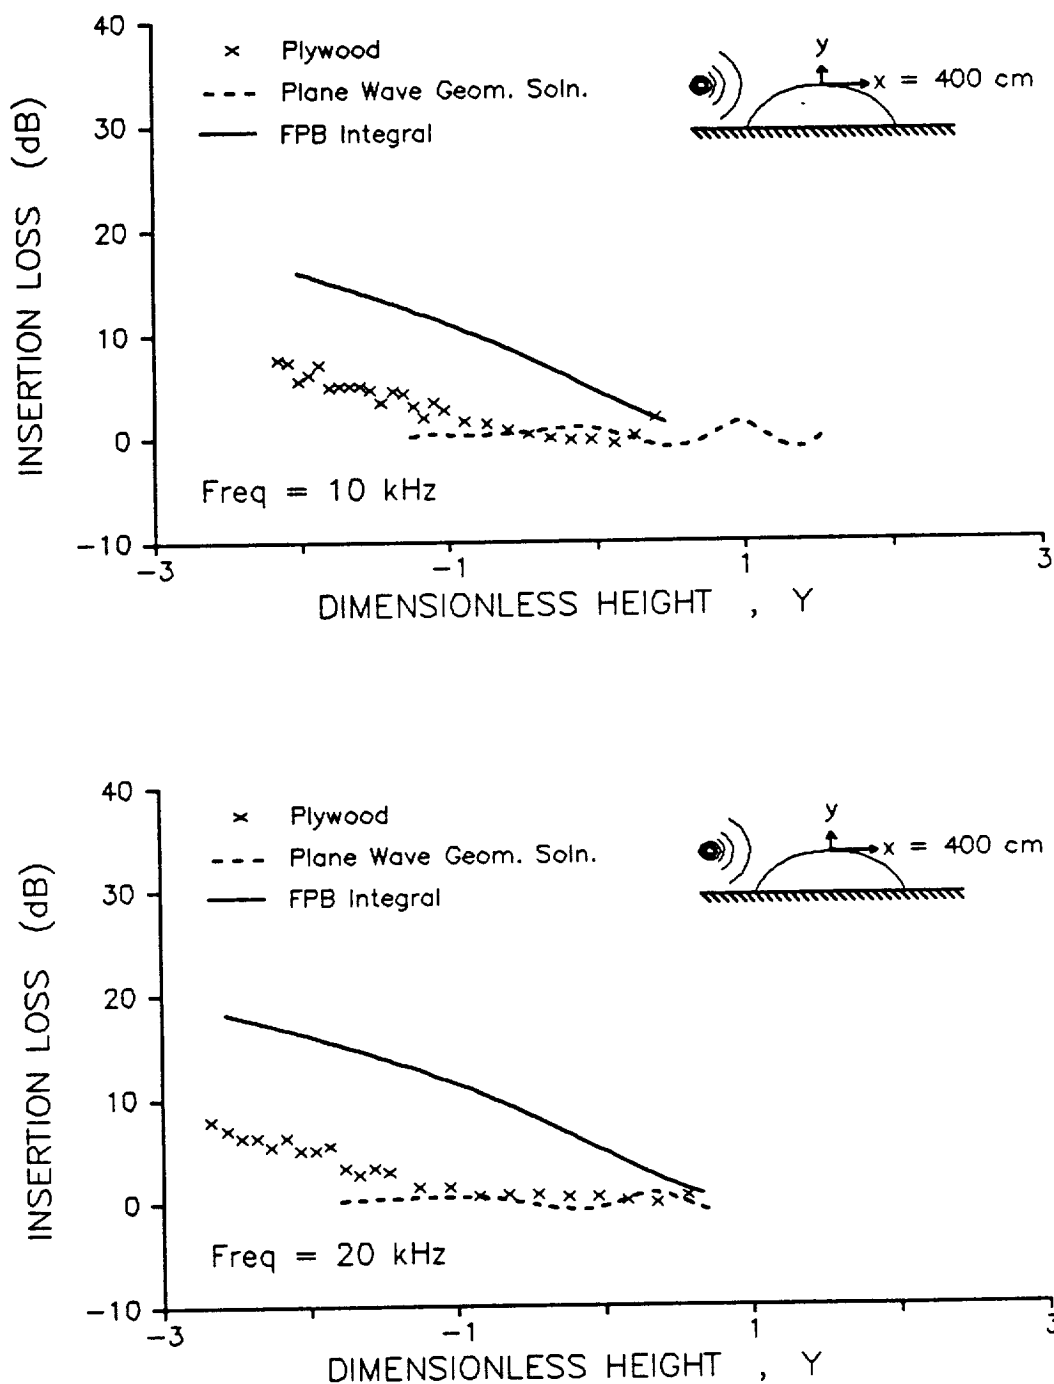 40
30
20
10
0
−10
INSERTION LOSS (dB)
× Plywood
Plane Wave Geom. Soln.
FPB Integral
y
x = 400 cm
Freq = 10 kHz
−3 −1 1 3
DIMENSIONLESS HEIGHT , Y
40
30
20
10
0
−10
INSERTION LOSS (dB)
× Plywood
Plane Wave Geom. Soln.
FPB Integral
y
x = 400 cm
Freq = 20 kHz
−3 −1 1 3
DIMENSIONLESS HEIGHT , Y